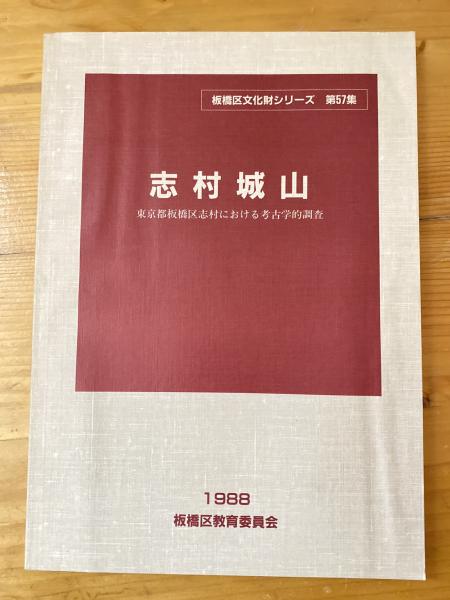 板橋区文化財シリーズ 第57集
志村城山
東京都板橋区志村における考古学的調査
1988
板橋区教育委員会